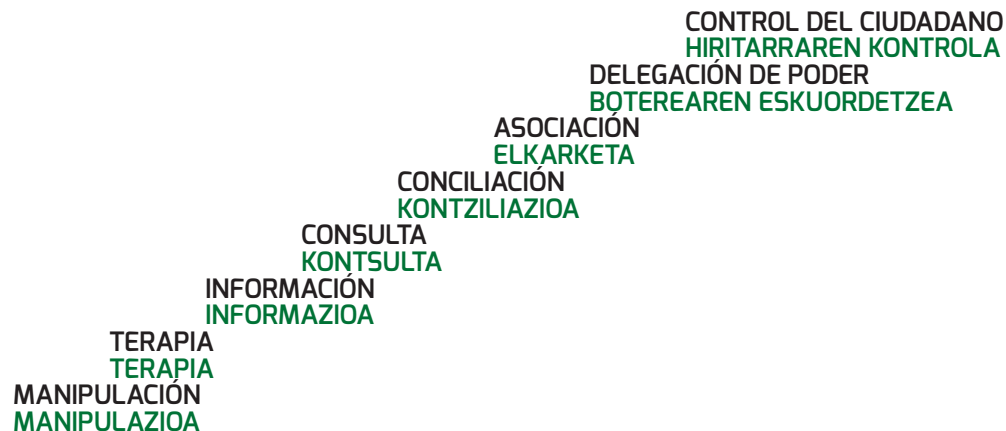 CONTROL DEL CIUDADANO
HIRITARRAREN KONTROLA
DELEGACIÓN DE PODER
BOTEREAREN ESKUORDETZEA
ASOCIACIÓN
ELKARKETA
CONCILIACIÓN
KONTZILIAZIOA
CONSULTA
KONTSULTA
INFORMACIÓN
INFORMAZIOA
TERAPIA
TERAPIA
MANIPULACIÓN
MANIPULAZIOA